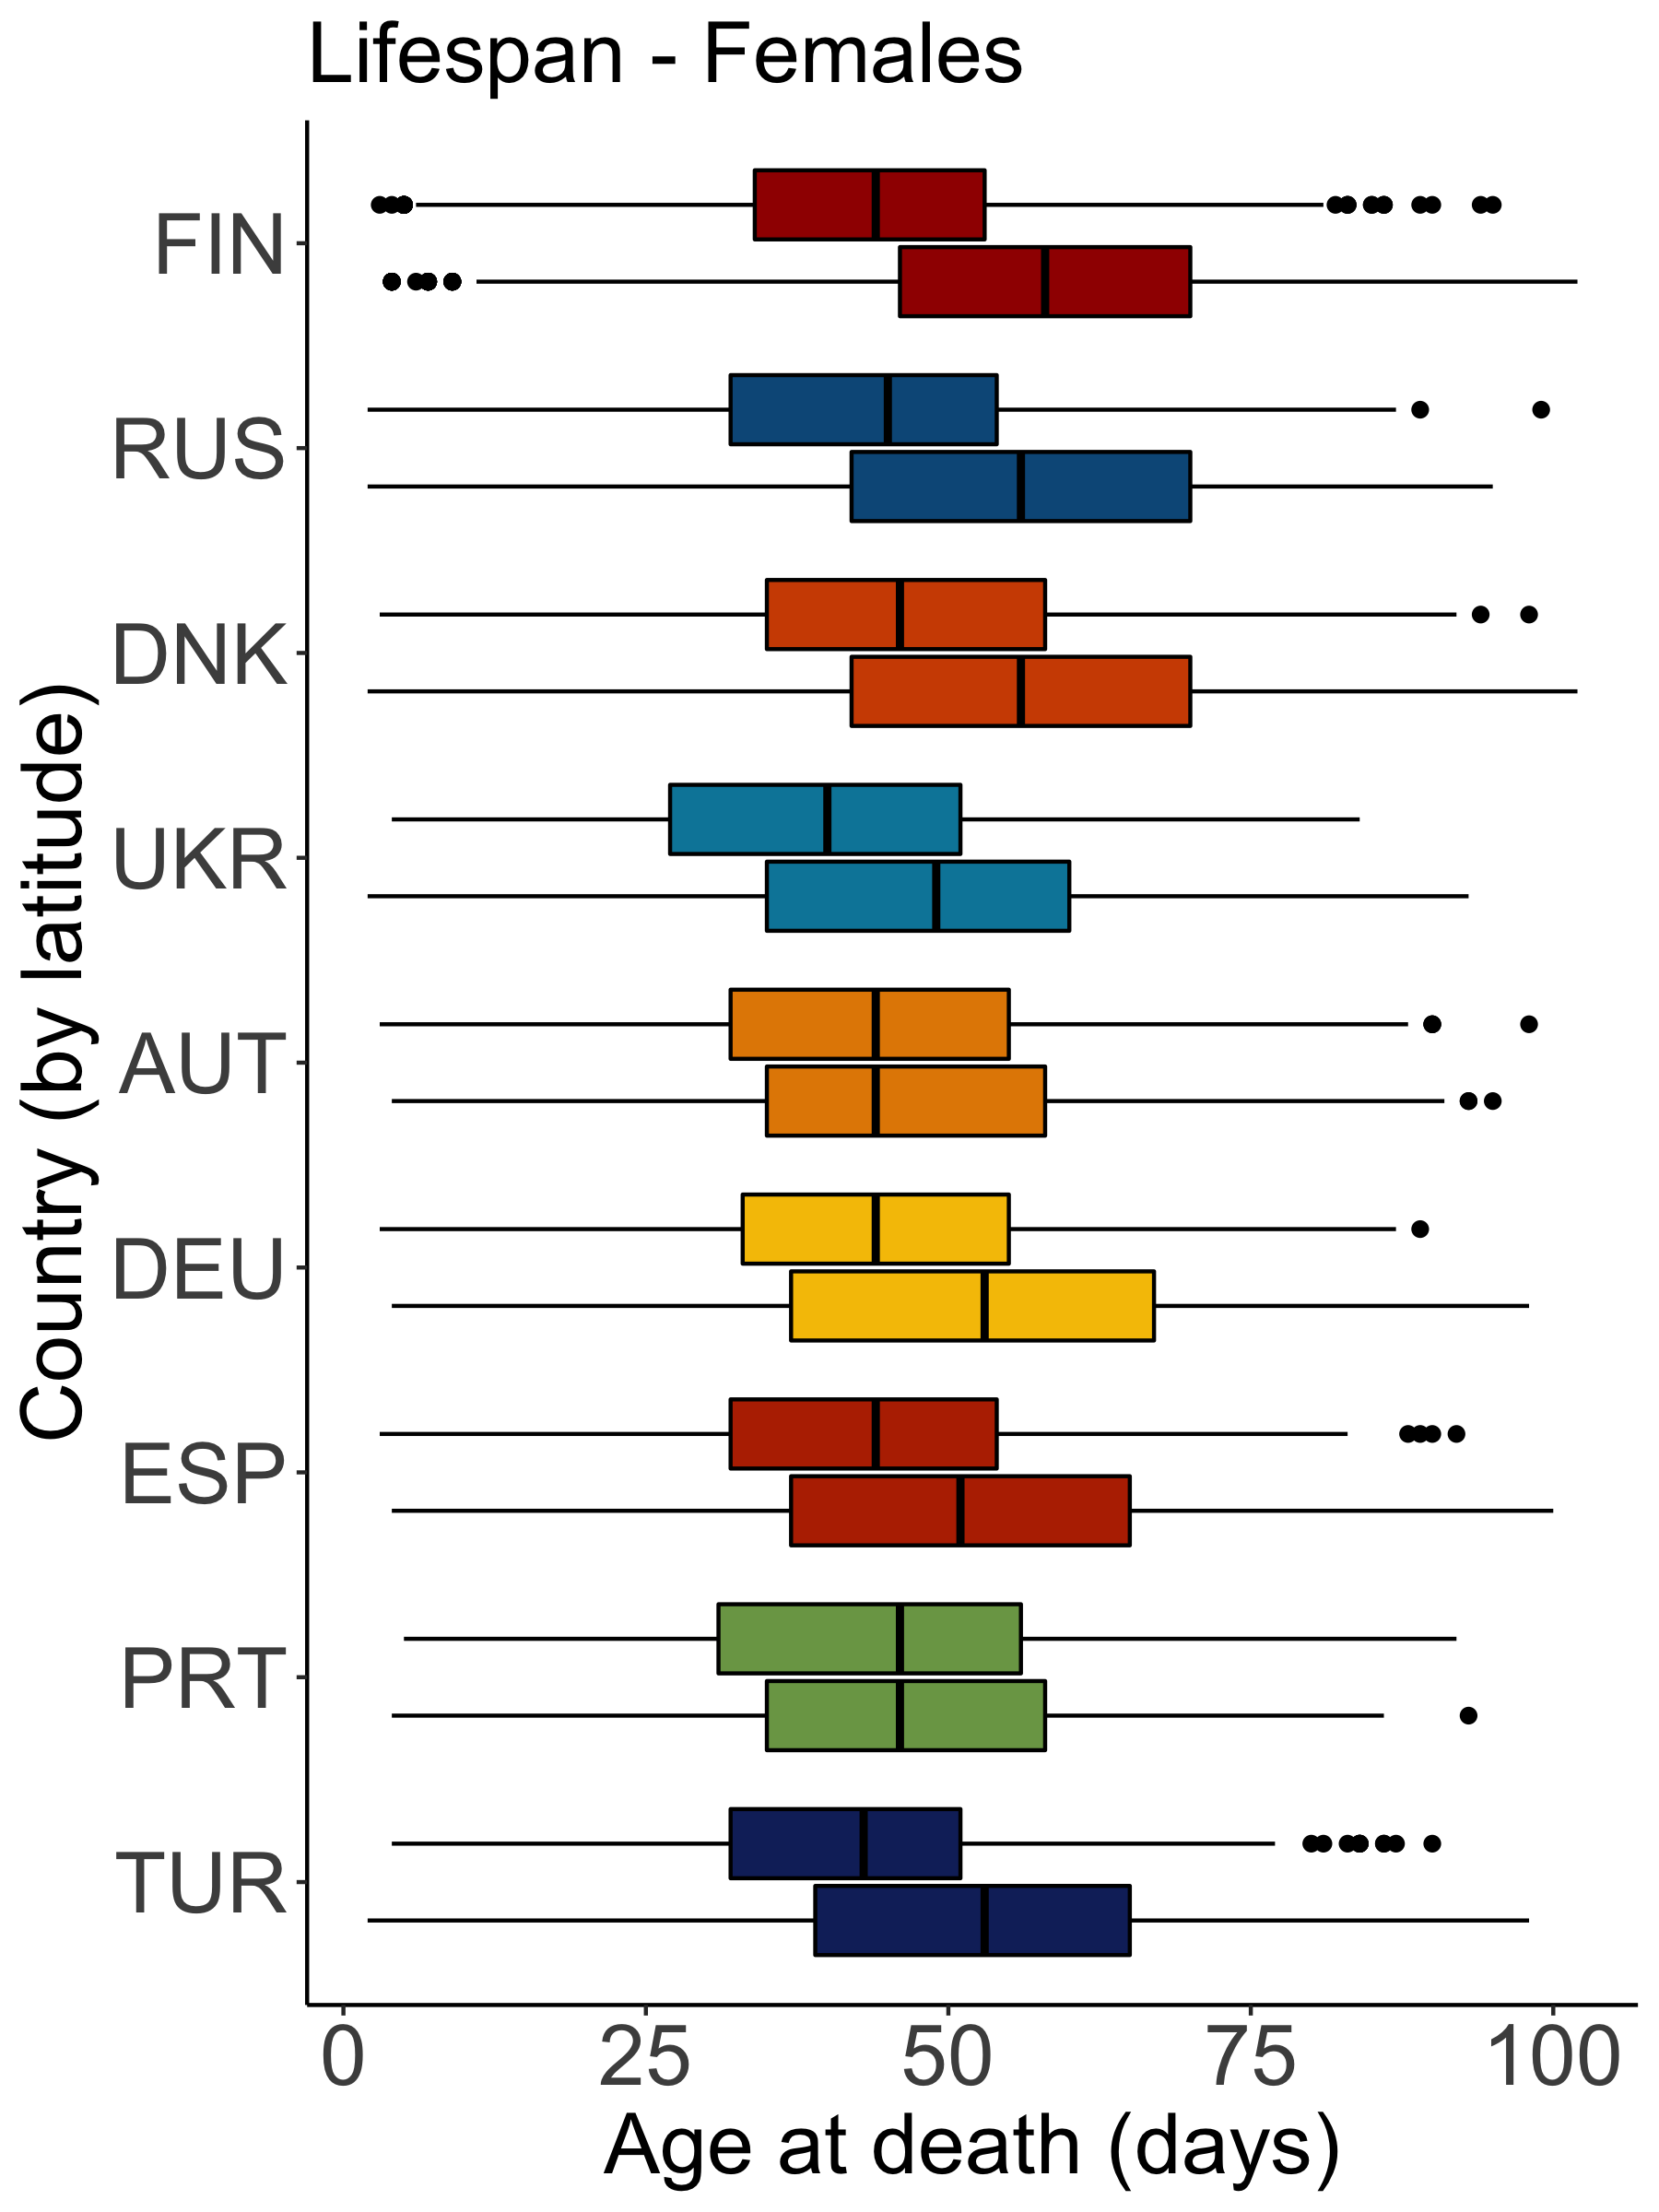 Lifespan - Females
Country (by latitude)
FIN
RUS
DNK
UKR
AUT
DEU
ESP
PRT
TUR
0 25 50 75 100
Age at death (days)